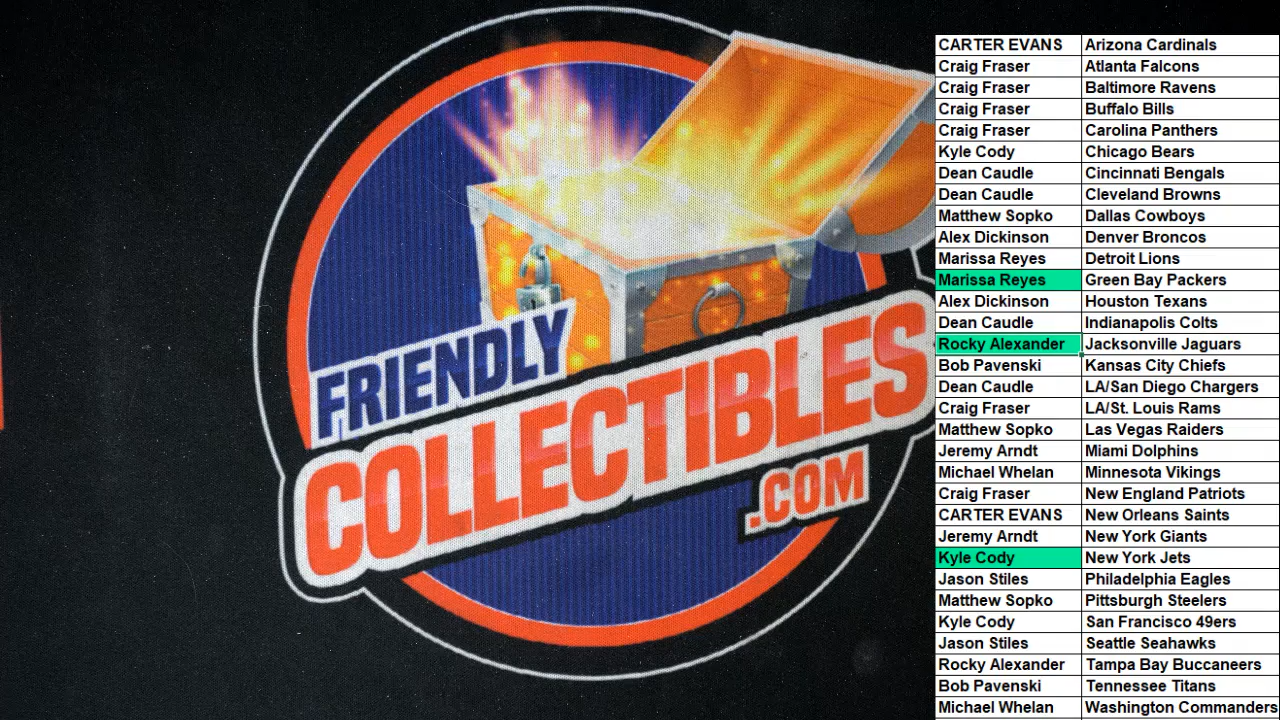 FRIENDLY
COLLECTIBLES
.COM
CARTER EVANS Arizona Cardinals
Craig Fraser Atlanta Falcons
Craig Fraser Baltimore Ravens
Craig Fraser Buffalo Bills
Craig Fraser Carolina Panthers
Kyle Cody Chicago Bears
Dean Caudle Cincinnati Bengals
Dean Caudle Cleveland Browns
Matthew Sopko Dallas Cowboys
Alex Dickinson Denver Broncos
Marissa Reyes Detroit Lions
Marissa Reyes Green Bay Packers
Alex Dickinson Houston Texans
Dean Caudle Indianapolis Colts
Rocky Alexander Jacksonville Jaguars
Bob Pavenski Kansas City Chiefs
Dean Caudle LA/San Diego Chargers
Craig Fraser LA/St. Louis Rams
Matthew Sopko Las Vegas Raiders
Jeremy Arndt Miami Dolphins
Michael Whelan Minnesota Vikings
Craig Fraser New England Patriots
CARTER EVANS New Orleans Saints
Jeremy Arndt New York Giants
Kyle Cody New York Jets
Jason Stiles Philadelphia Eagles
Matthew Sopko Pittsburgh Steelers
Kyle Cody San Francisco 49ers
Jason Stiles Seattle Seahawks
Rocky Alexander Tampa Bay Buccaneers
Bob Pavenski Tennessee Titans
Michael Whelan Washington Commanders